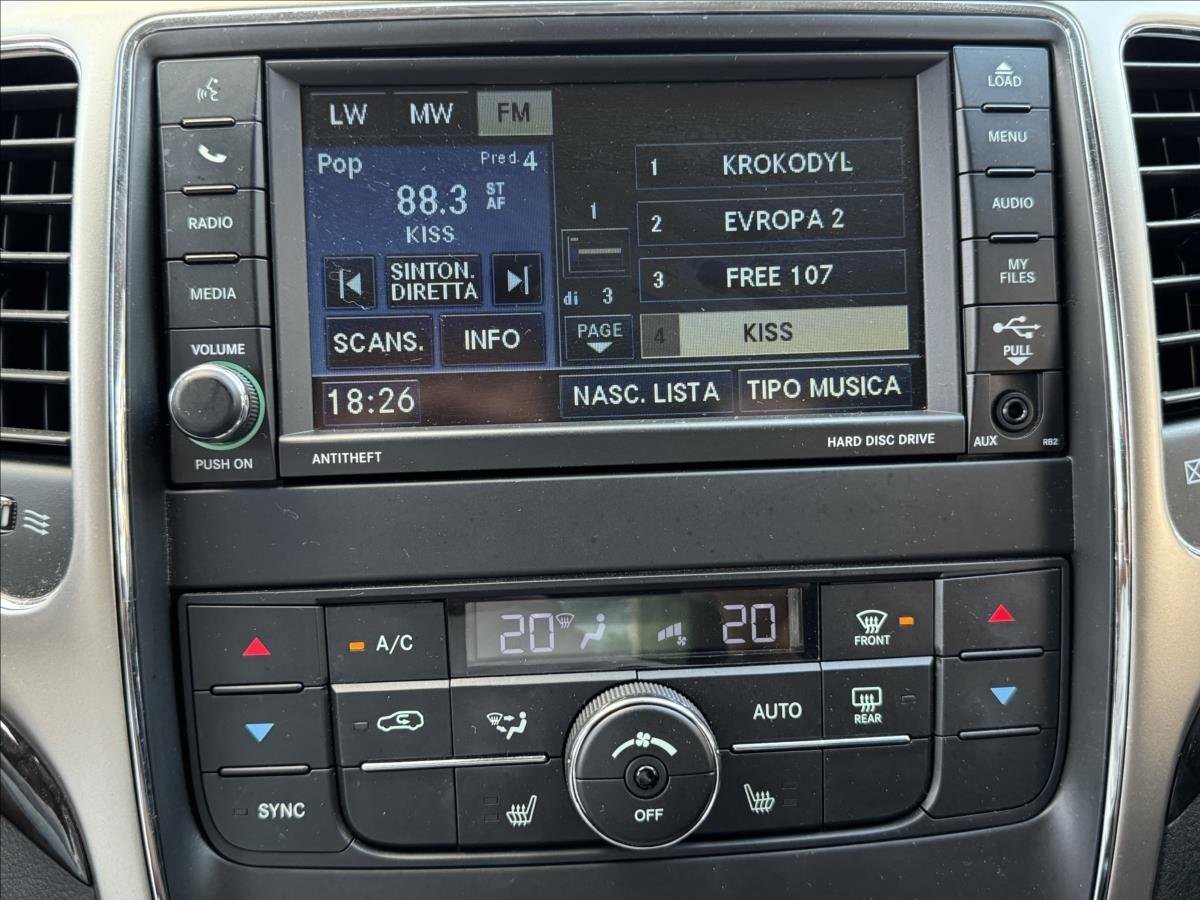 LW MW FM
LOAD
MENU
Pop Pred. 4
1 KROKODYL
88.3 ST
AF
KISS
RADIO
AUDIO
1
2 EVROPA 2
SINTON.
DIRETTA
MEDIA
MY
FILES
di 3
3 FREE 107
SCANS. INFO
PAGE
4 KISS
VOLUME
PULL
18:26
NASC. LISTA TIPO MUSICA
PUSH ON
ANTITHEFT
HARD DISC DRIVE
AUX
RB2
20 20
A/C
FRONT
AUTO
REAR
SYNC
OFF